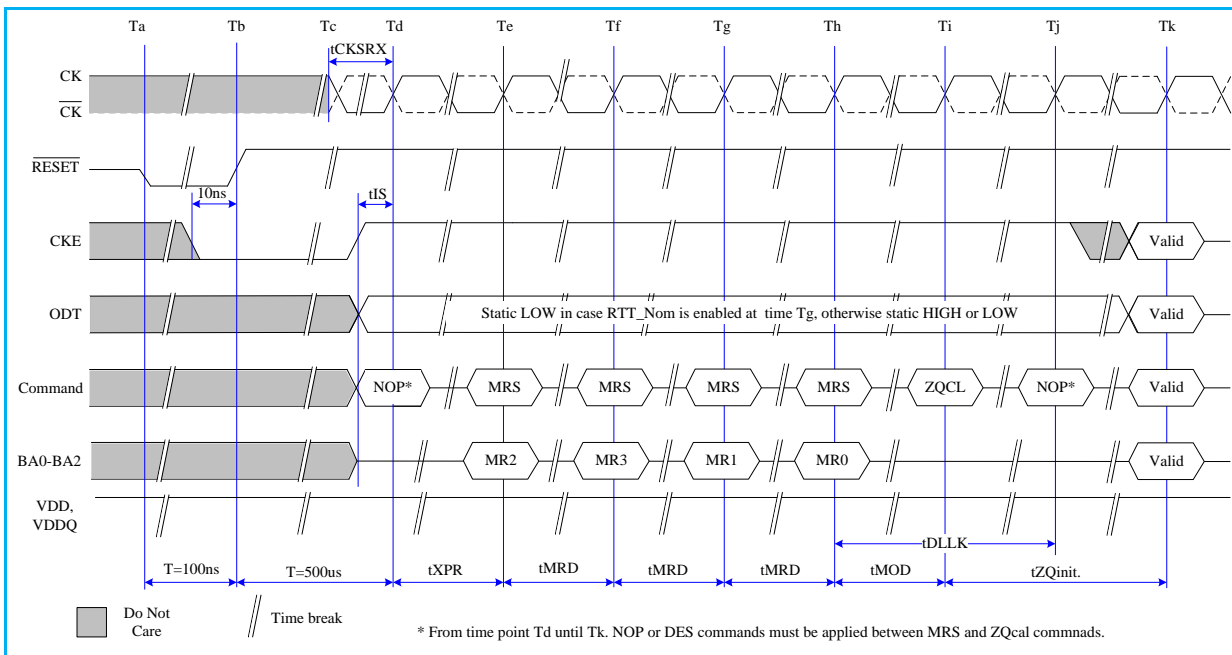 Ta Tb Tc Td Te Tf Tg Th Ti Tj Tk
tCKSRX
CK
CK
RESET
10ns tIS
CKE Valid
ODT Static LOW in case RTT_Nom is enabled at time Tg, otherwise static HIGH or LOW Valid
Command NOP* MRS MRS MRS MRS ZQCL NOP* Valid
BA0-BA2 MR2 MR3 MR1 MR0 Valid
VDD,
VDDQ
tDLLK
T=100ns T=500us tXPR tMRD tMRD tMRD tMOD tZQinit.
Do Not
Care
Time break
* From time point Td until Tk. NOP or DES commands must be applied between MRS and ZQcal commnads.